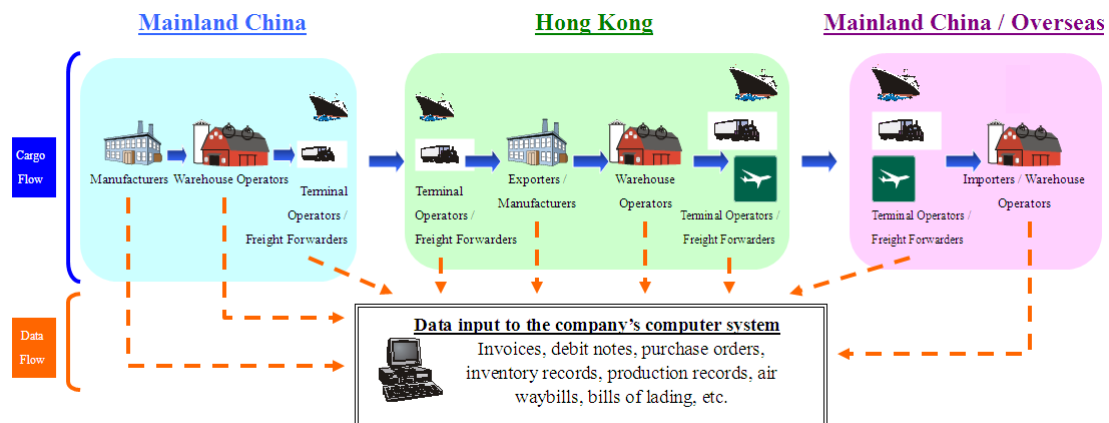 Mainland China
Hong Kong
Mainland China / Overseas
Cargo
Flow
Manufacturers
Warehouse Operators
Terminal
Operators /
Freight Forwarders
Terminal
Operators /
Freight Forwarders
Exporters /
Manufacturers
Warehouse
Operators
Terminal Operators /
Freight Forwarders
Terminal Operators /
Freight Forwarders
Importers / Warehouse
Operators
Data
Flow
Data input to the company’s computer system
Invoices, debit notes, purchase orders,
inventory records, production records, air
waybills, bills of lading, etc.